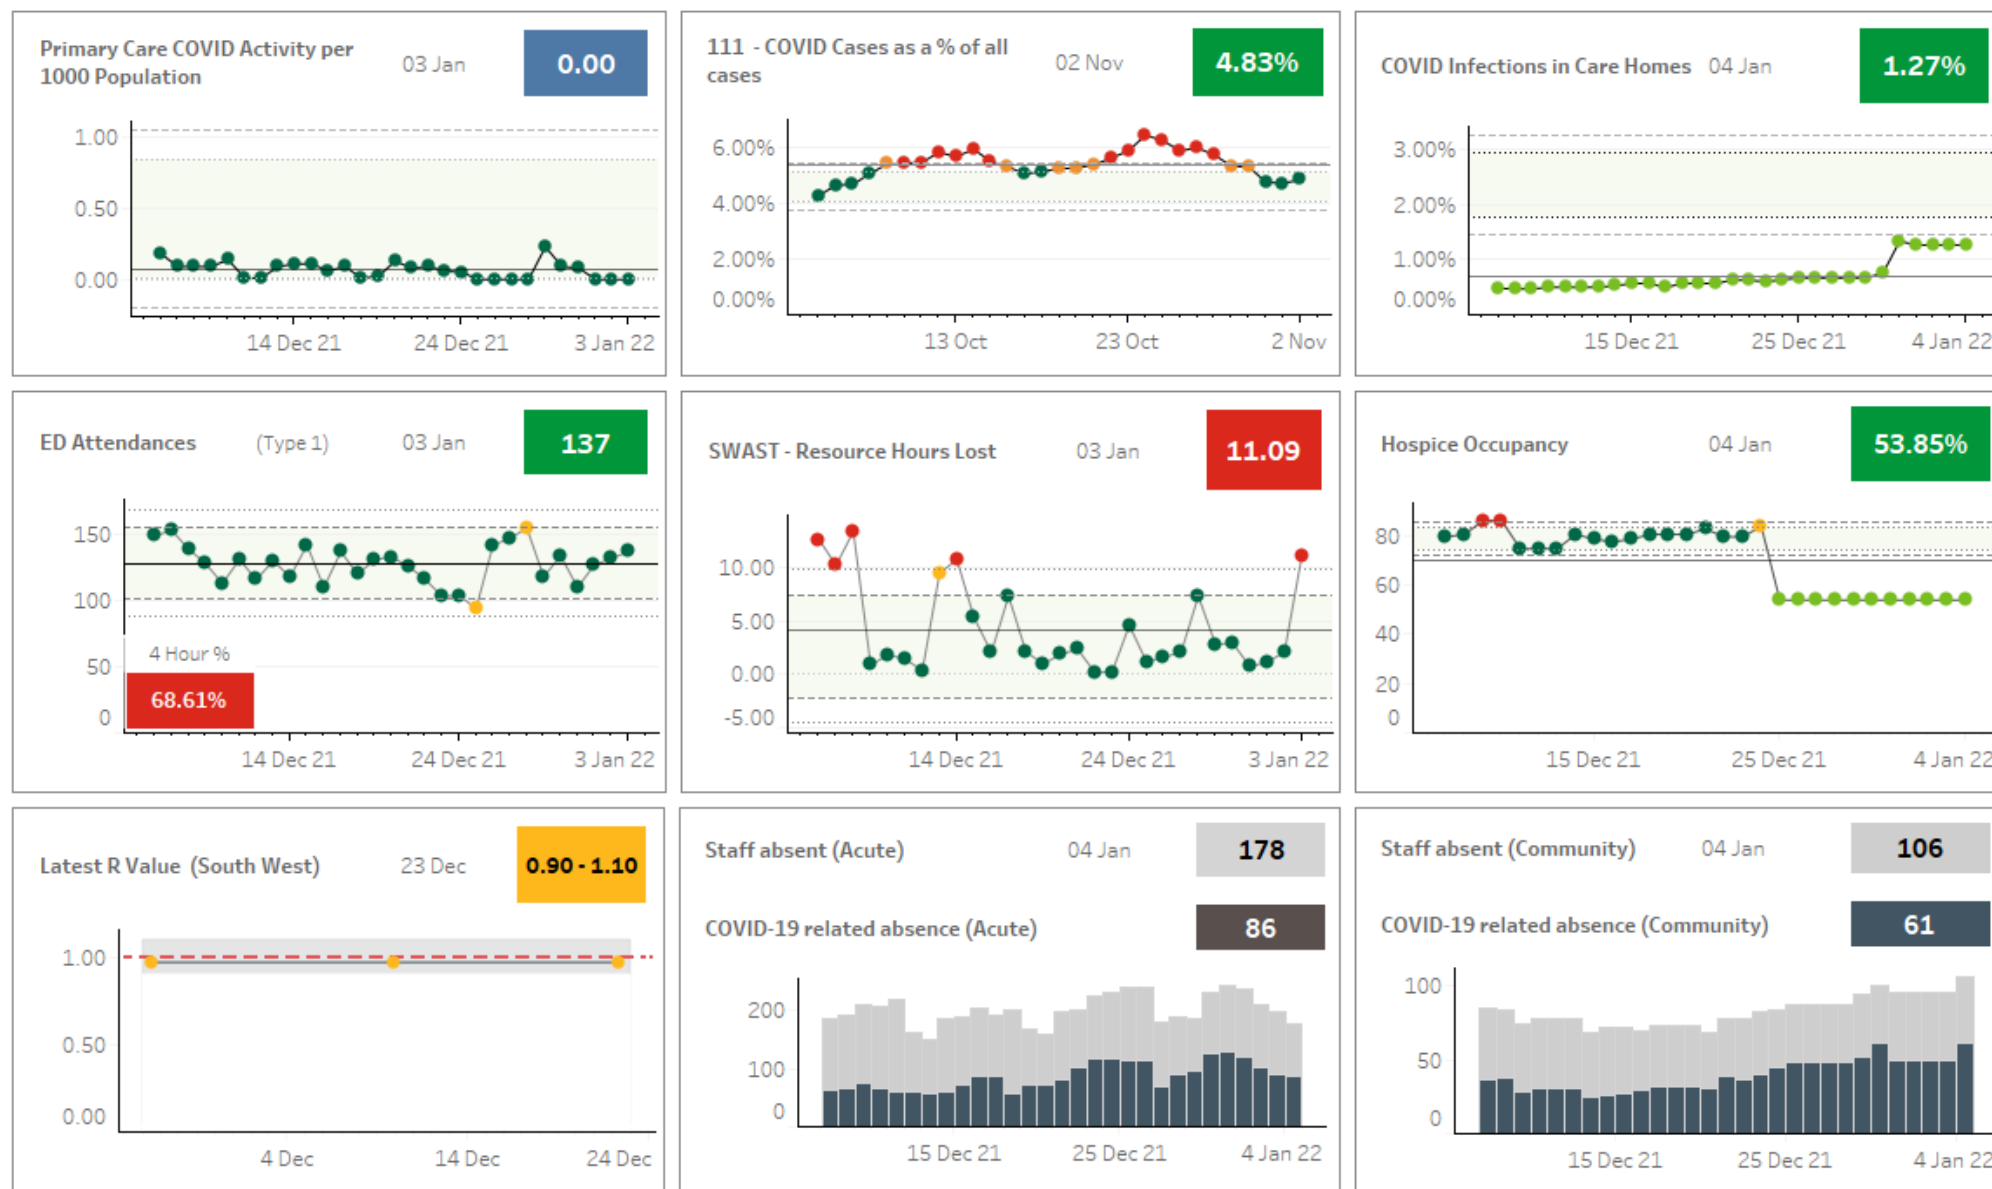 Primary Care COVID Activity per
1000 Population
03 Jan
0.00
1.00
0.50
0.00
14 Dec 21
24 Dec 21
3 Jan 22
111 - COVID Cases as a % of all
cases
02 Nov
4.83%
6.00%
4.00%
2.00%
0.00%
13 Oct
23 Oct
2 Nov
COVID Infections in Care Homes
04 Jan
1.27%
3.00%
2.00%
1.00%
0.00%
15 Dec 21
25 Dec 21
4 Jan 22
ED Attendances
(Type 1)
03 Jan
137
150
100
50
0
4 Hour %
68.61%
14 Dec 21
24 Dec 21
3 Jan 22
SWAST - Resource Hours Lost
03 Jan
11.09
10.00
5.00
0.00
-5.00
14 Dec 21
24 Dec 21
3 Jan 22
Hospice Occupancy
04 Jan
53.85%
80
60
40
20
0
15 Dec 21
25 Dec 21
4 Jan 22
Latest R Value (South West)
23 Dec
0.90 - 1.10
1.00
0.50
0.00
4 Dec
14 Dec
24 Dec
Staff absent (Acute)
04 Jan
178
COVID-19 related absence (Acute)
86
200
100
0
15 Dec 21
25 Dec 21
4 Jan 22
Staff absent (Community)
04 Jan
106
COVID-19 related absence (Community)
61
100
50
0
15 Dec 21
25 Dec 21
4 Jan 22